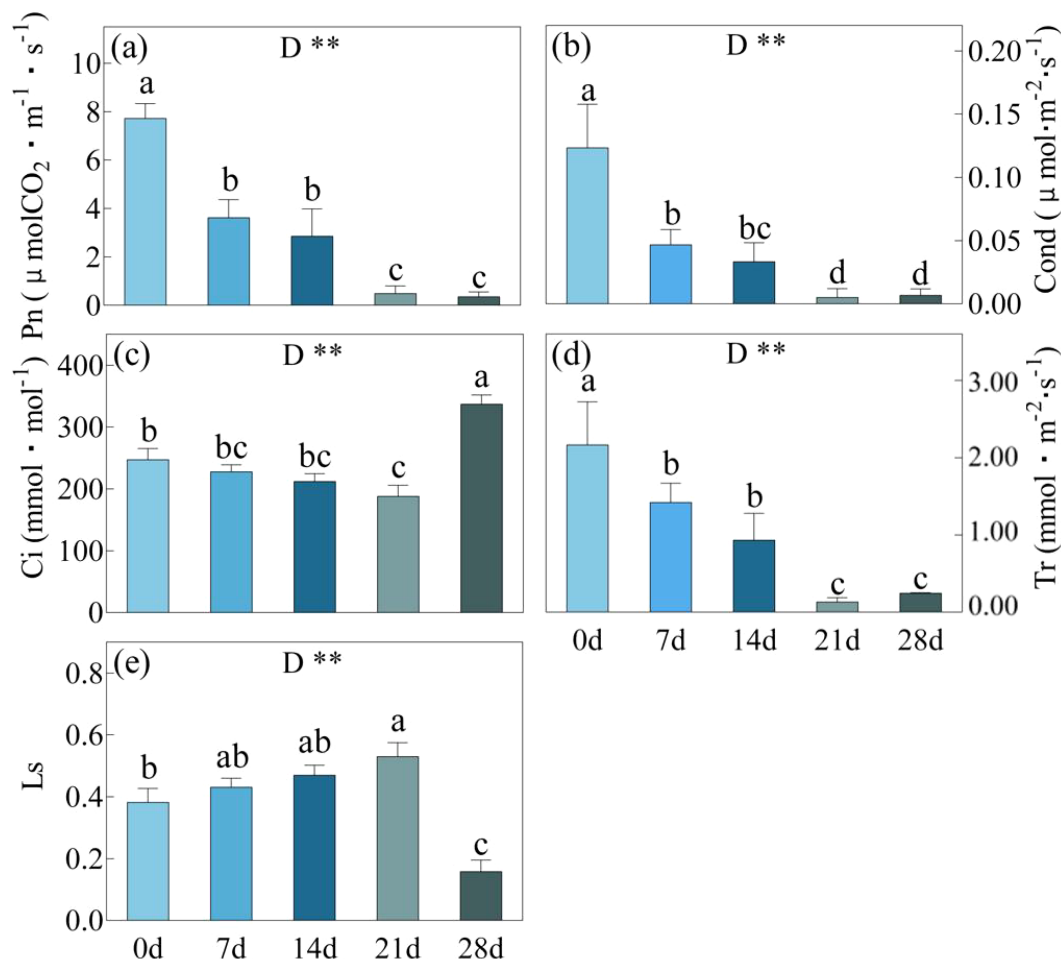 (a)
D **
Pn ( μ molCO₂ · m⁻¹ · s⁻¹)
10
8
6
4
2
0
a
b
b
c
c
(b)
D **
Cond ( μ mol·m⁻²·s⁻¹)
0.20
0.15
0.10
0.05
0.00
a
b
bc
d
d
(c)
D **
Ci (mmol · mol⁻¹)
400
300
200
100
0
b
bc
bc
c
a
(d)
D **
Tr (mmol · m⁻²·s⁻¹)
3.00
2.00
1.00
0.00
a
b
b
c
c
0d 7d 14d 21d 28d
(e)
D **
Ls
0.8
0.6
0.4
0.2
0.0
b
ab
ab
a
c
0d 7d 14d 21d 28d